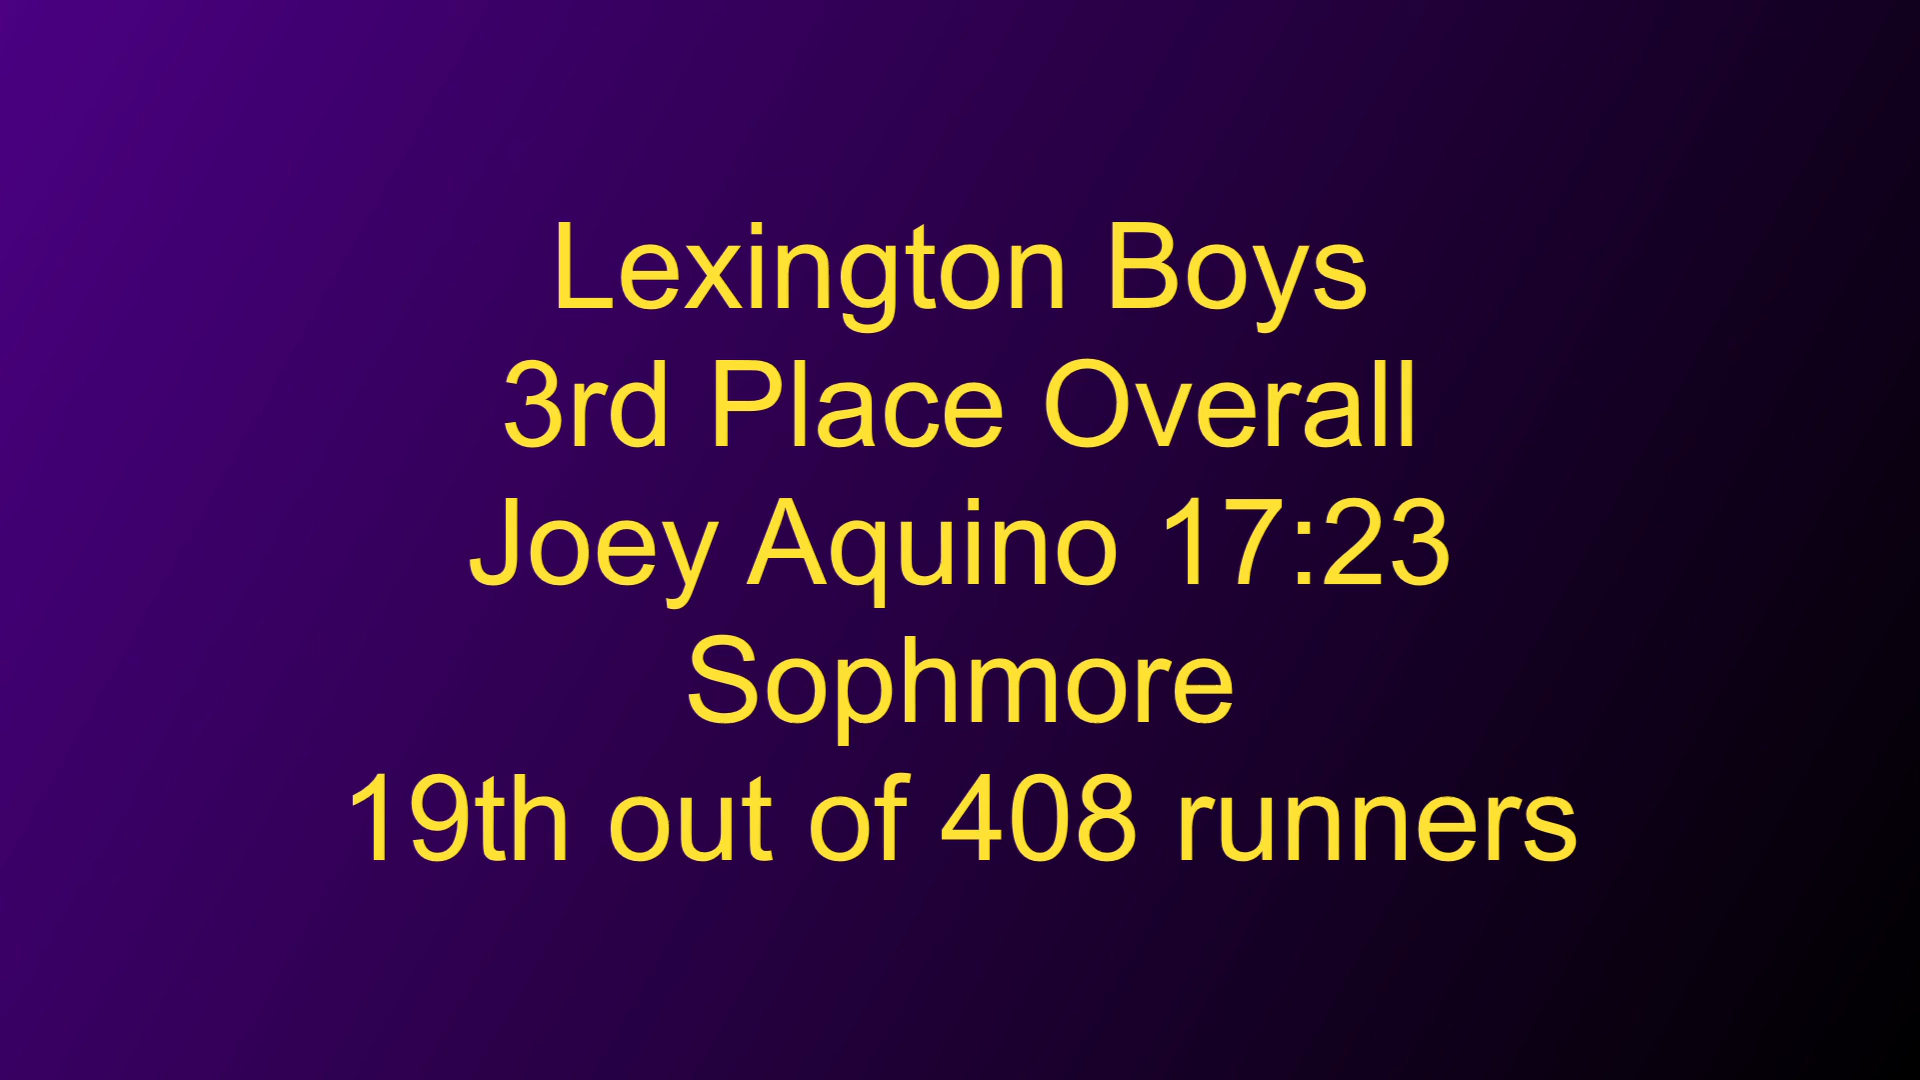 Lexington Boys
3rd Place Overall
Joey Aquino 17:23
Sophmore
19th out of 408 runners